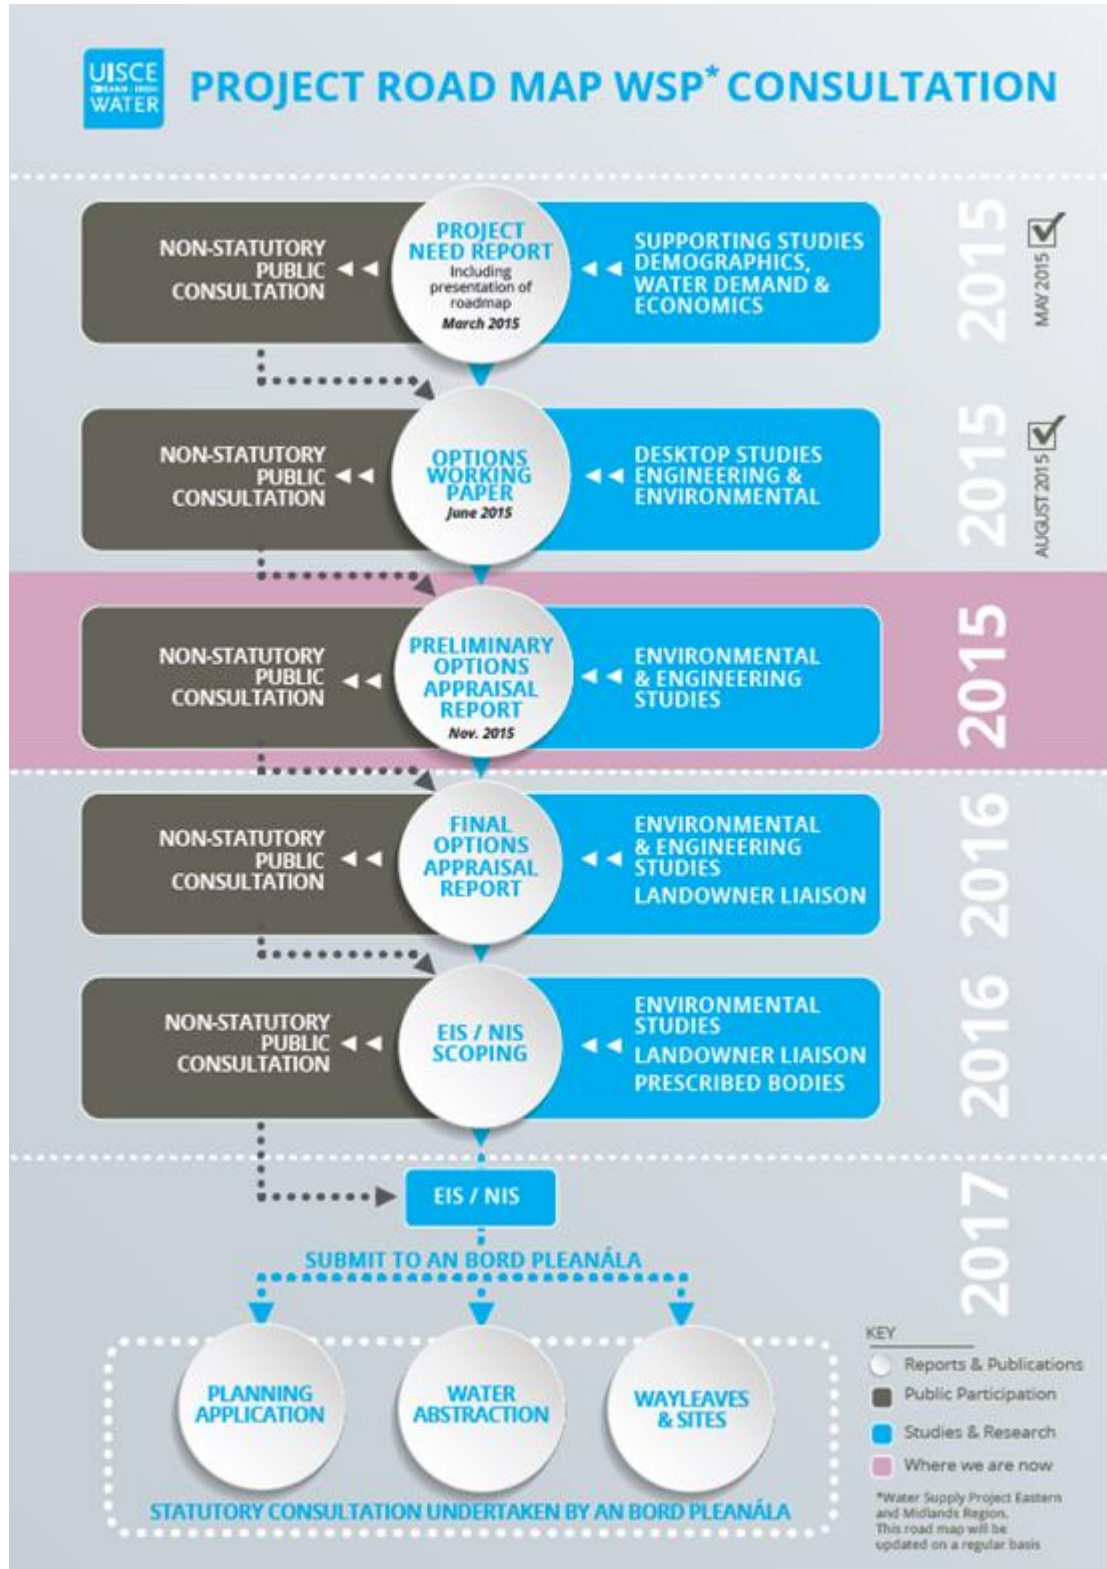 UISCE
ÉIREANN : IRISH
WATER
PROJECT ROAD MAP WSP* CONSULTATION
NON-STATUTORY
PUBLIC
CONSULTATION
PROJECT
NEED REPORT
Including
presentation of
roadmap
March 2015
SUPPORTING STUDIES
DEMOGRAPHICS,
WATER DEMAND &
ECONOMICS
2015
MAY 2015
NON-STATUTORY
PUBLIC
CONSULTATION
OPTIONS
WORKING
PAPER
June 2015
DESKTOP STUDIES
ENGINEERING &
ENVIRONMENTAL
2015
AUGUST 2015
NON-STATUTORY
PUBLIC
CONSULTATION
PRELIMINARY
OPTIONS
APPRAISAL
REPORT
Nov. 2015
ENVIRONMENTAL
& ENGINEERING
STUDIES
2015
NON-STATUTORY
PUBLIC
CONSULTATION
FINAL
OPTIONS
APPRAISAL
REPORT
ENVIRONMENTAL
& ENGINEERING
STUDIES
LANDOWNER LIAISON
2016
NON-STATUTORY
PUBLIC
CONSULTATION
EIS / NIS
SCOPING
ENVIRONMENTAL
STUDIES
LANDOWNER LIAISON
PRESCRIBED BODIES
2016
EIS / NIS
2017
SUBMIT TO AN BORD PLEANÁLA
PLANNING
APPLICATION
WATER
ABSTRACTION
WAYLEAVES
& SITES
STATUTORY CONSULTATION UNDERTAKEN BY AN BORD PLEANÁLA
KEY
Reports & Publications
Public Participation
Studies & Research
Where we are now
*Water Supply Project Eastern
and Midlands Region.
This road map will be
updated on a regular basis